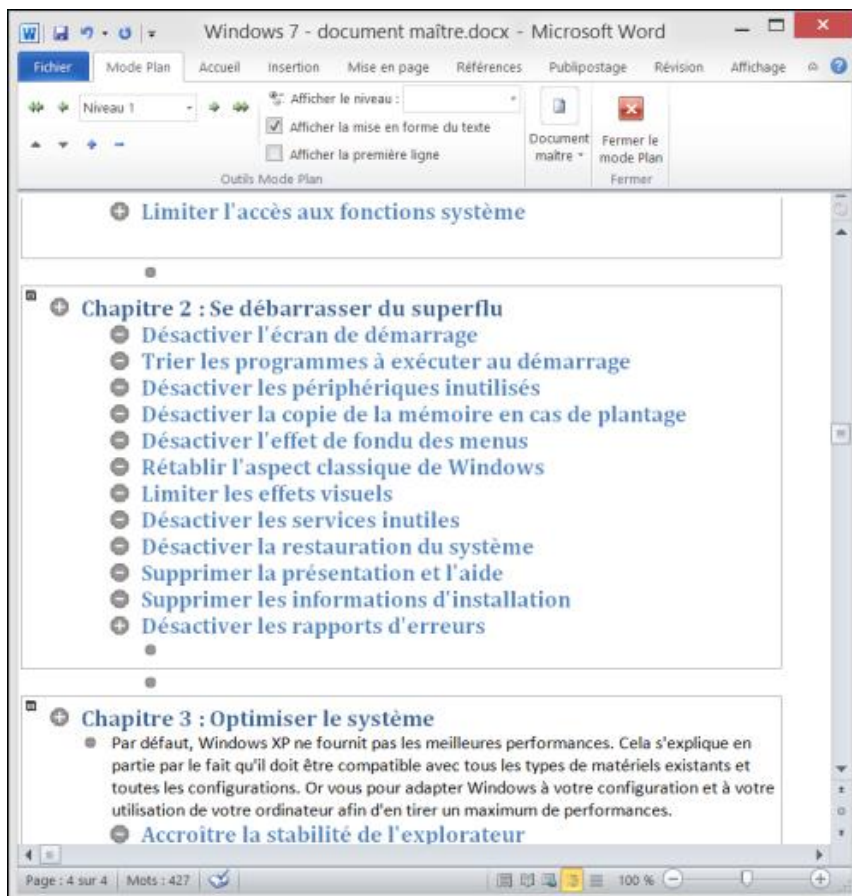 Windows 7 - document maître.docx - Microsoft Word
Fichier Mode Plan Accueil Insertion Mise en page Références Publipostage Révision Affichage
Niveau 1
Afficher le niveau :
Afficher la mise en forme du texte
Afficher la première ligne
Document maître
Fermer le mode Plan
Outils Mode Plan
Fermer
Limiter l'accès aux fonctions système
Chapitre 2 : Se débarrasser du superflu
Désactiver l'écran de démarrage
Trier les programmes à exécuter au démarrage
Désactiver les périphériques inutilisés
Désactiver la copie de la mémoire en cas de plantage
Désactiver l'effet de fondu des menus
Rétablir l'aspect classique de Windows
Limiter les effets visuels
Désactiver les services inutiles
Désactiver la restauration du système
Supprimer la présentation et l'aide
Supprimer les informations d'installation
Désactiver les rapports d'erreurs
Chapitre 3 : Optimiser le système
Par défaut, Windows XP ne fournit pas les meilleures performances. Cela s'explique en
partie par le fait qu'il doit être compatible avec tous les types de matériels existants et
toutes les configurations. Or vous pour adapter Windows à votre configuration et à votre
utilisation de votre ordinateur afin d'en tirer un maximum de performances.
Accroître la stabilité de l'explorateur
Page : 4 sur 4 Mots : 427 100 %